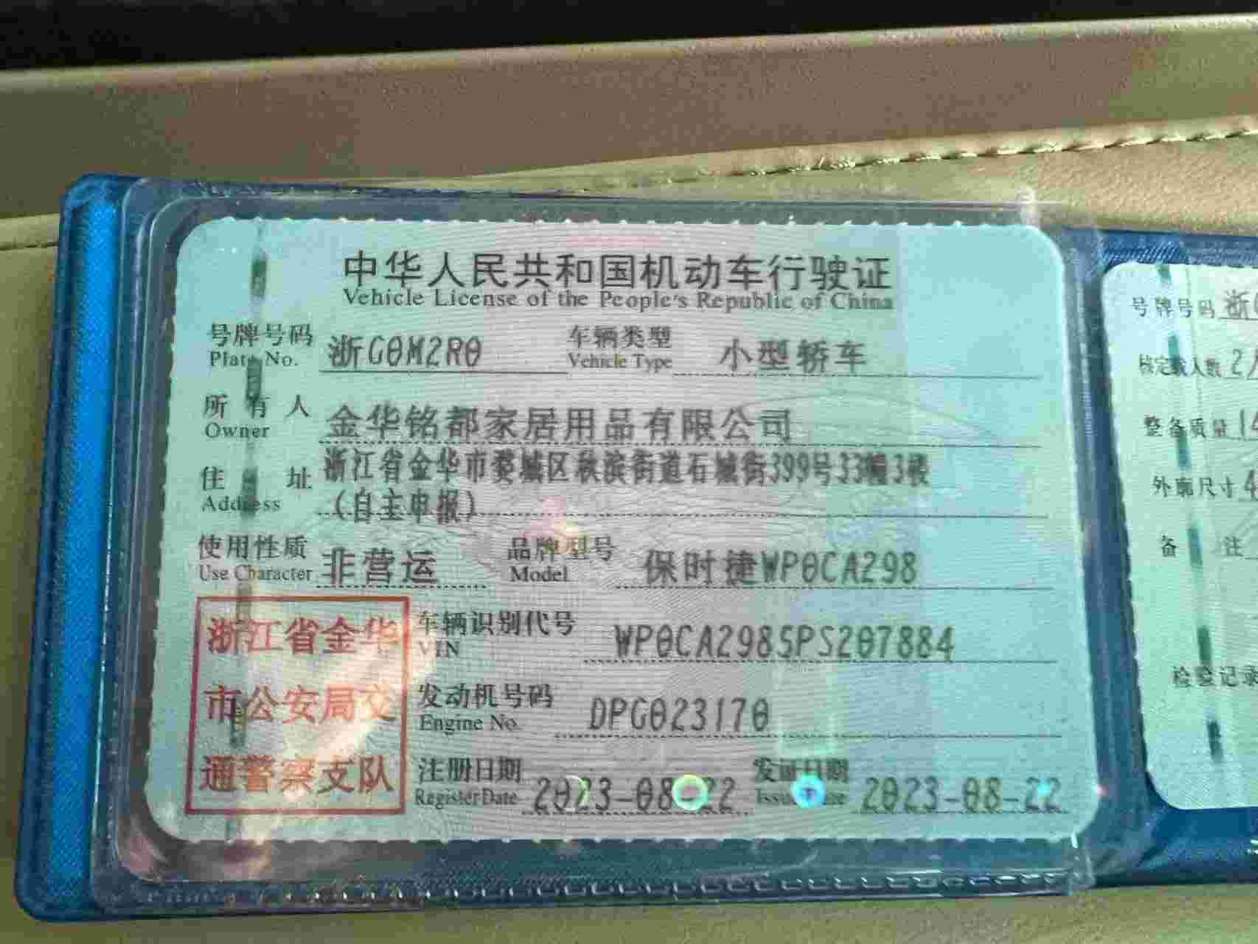 中华人民共和国机动车行驶证
Vehicle License of the People's Republic of China
号牌号码 浙G0M2R0 车辆类型 小型轿车
Plate No. Vehicle Type
所有人 金华铭都家居用品有限公司
Owner
住址 浙江省金华市婺城区秋滨街道石城街399号33幢3楼
Address (自主申报)
使用性质 非营运 品牌型号 保时捷WP0CA298
Use Character Model
浙江省金华
市公安局交
通警察支队
车辆识别代号 WP0CA2985PS207884
VIN
发动机号码 DPG023170
Engine No.
注册日期 2023-08-22 发证日期 2023-08-22
Register Date Issue Date
号牌号码 浙
核定载人数 2
整备质量 1
外廓尺寸 4
备注
检验记录